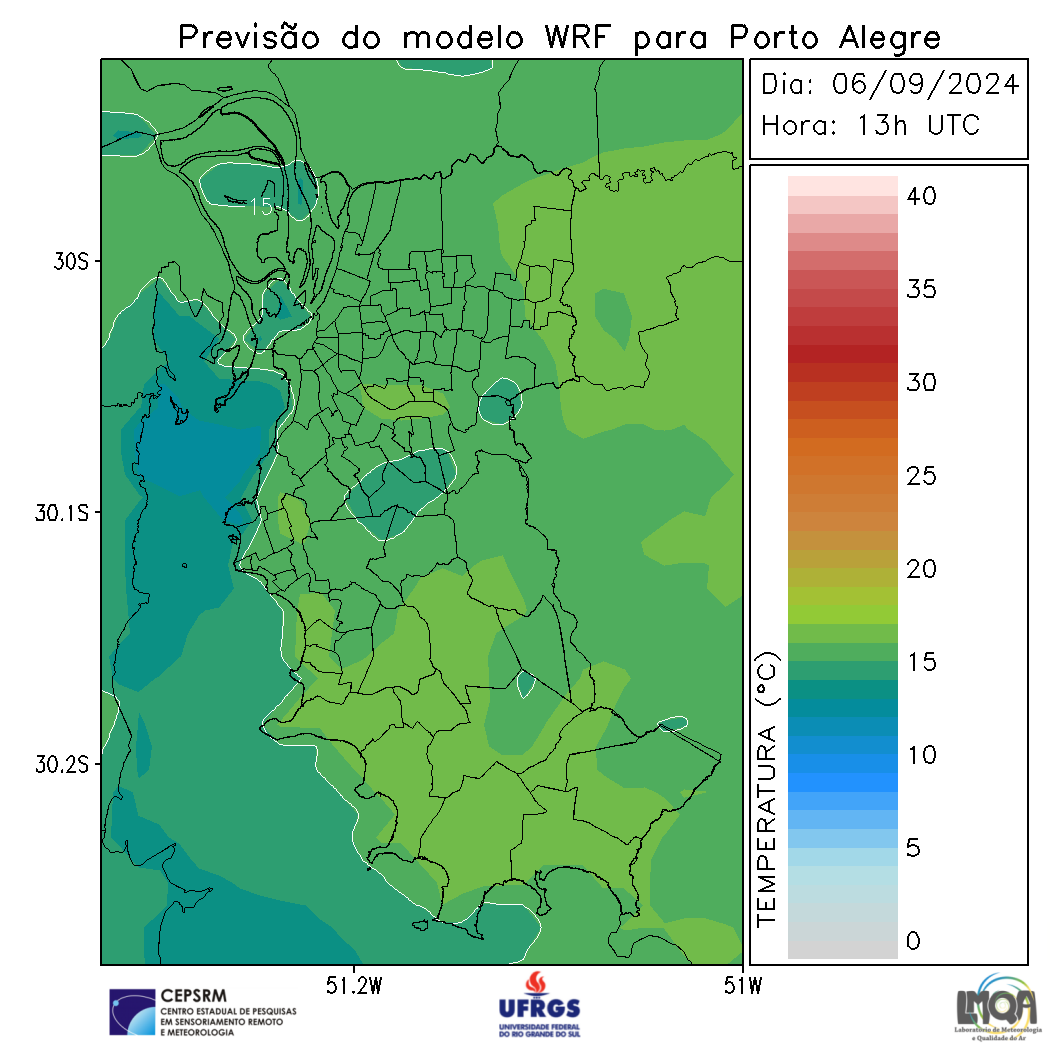 Previsão do modelo WRF para Porto Alegre
Dia: 06/09/2024
Hora: 13h UTC
40
35
30
25
20
15
10
5
0
TEMPERATURA (°C)
15
30S
30.1S
30.2S
51.2W
51W
CEPSRM
CENTRO ESTADUAL DE PESQUISAS
EM SENSORIAMENTO REMOTO
E METEOROLOGIA
UFRGS
UNIVERSIDADE FEDERAL
DO RIO GRANDE DO SUL
LMQA
Laboratório de Meteorologia
e Qualidade do Ar